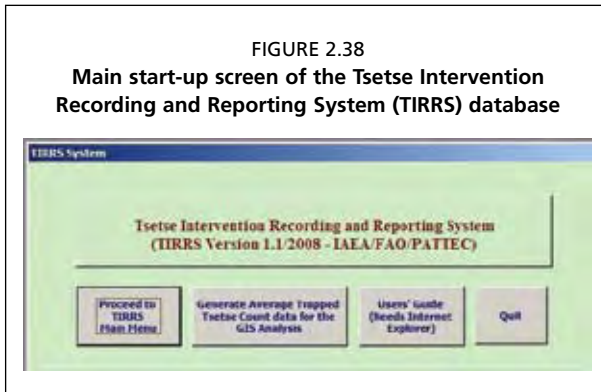 FIGURE 2.38
Main start-up screen of the Tsetse Intervention
Recording and Reporting System (TIRRS) database
TIRRS System
Tsetse Intervention Recording and Reporting System
(TIRRS Version 1.1/2008 - IAEA/FAO/PATTEC)
Proceed to
TIRRS
Main Menu
Generate Average Trapped
Tsetse Count data for the
GIS Analysis
Users' Guide
(Needs Internet
Explorer)
Quit